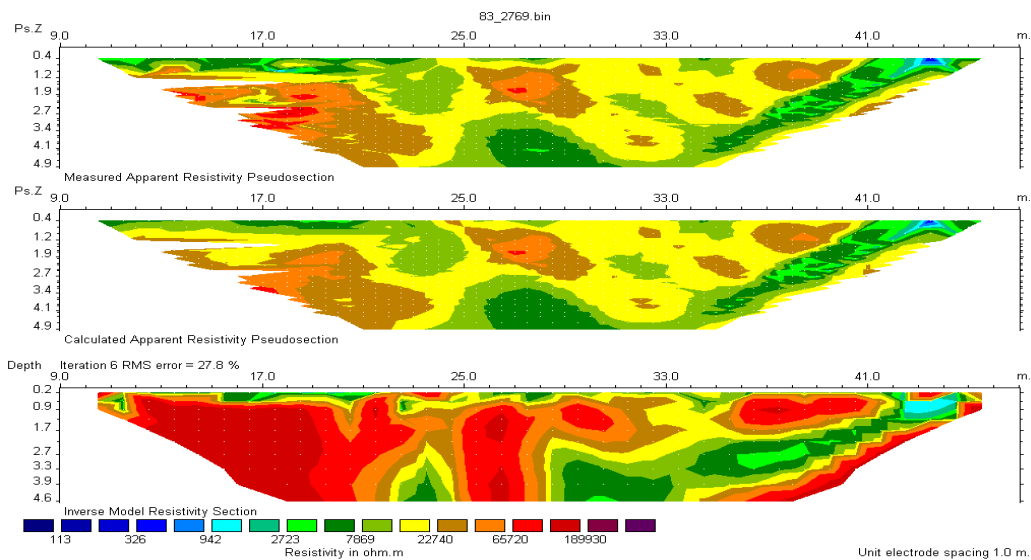 83_2769.bin
Ps.Z
9.0 17.0 25.0 33.0 41.0 m.
0.4
1.2
1.9
2.7
3.4
4.1
4.9
Measured Apparent Resistivity Pseudosection
Ps.Z
9.0 17.0 25.0 33.0 41.0 m.
0.4
1.2
1.9
2.7
3.4
4.1
4.9
Calculated Apparent Resistivity Pseudosection
Depth Iteration 6 RMS error = 27.8 %
9.0 17.0 25.0 33.0 41.0 m.
0.2
0.9
1.7
2.7
3.3
3.9
4.6
Inverse Model Resistivity Section
113 326 942 2723 7869 22740 65720 189930
Resistivity in ohm.m
Unit electrode spacing 1.0 m.